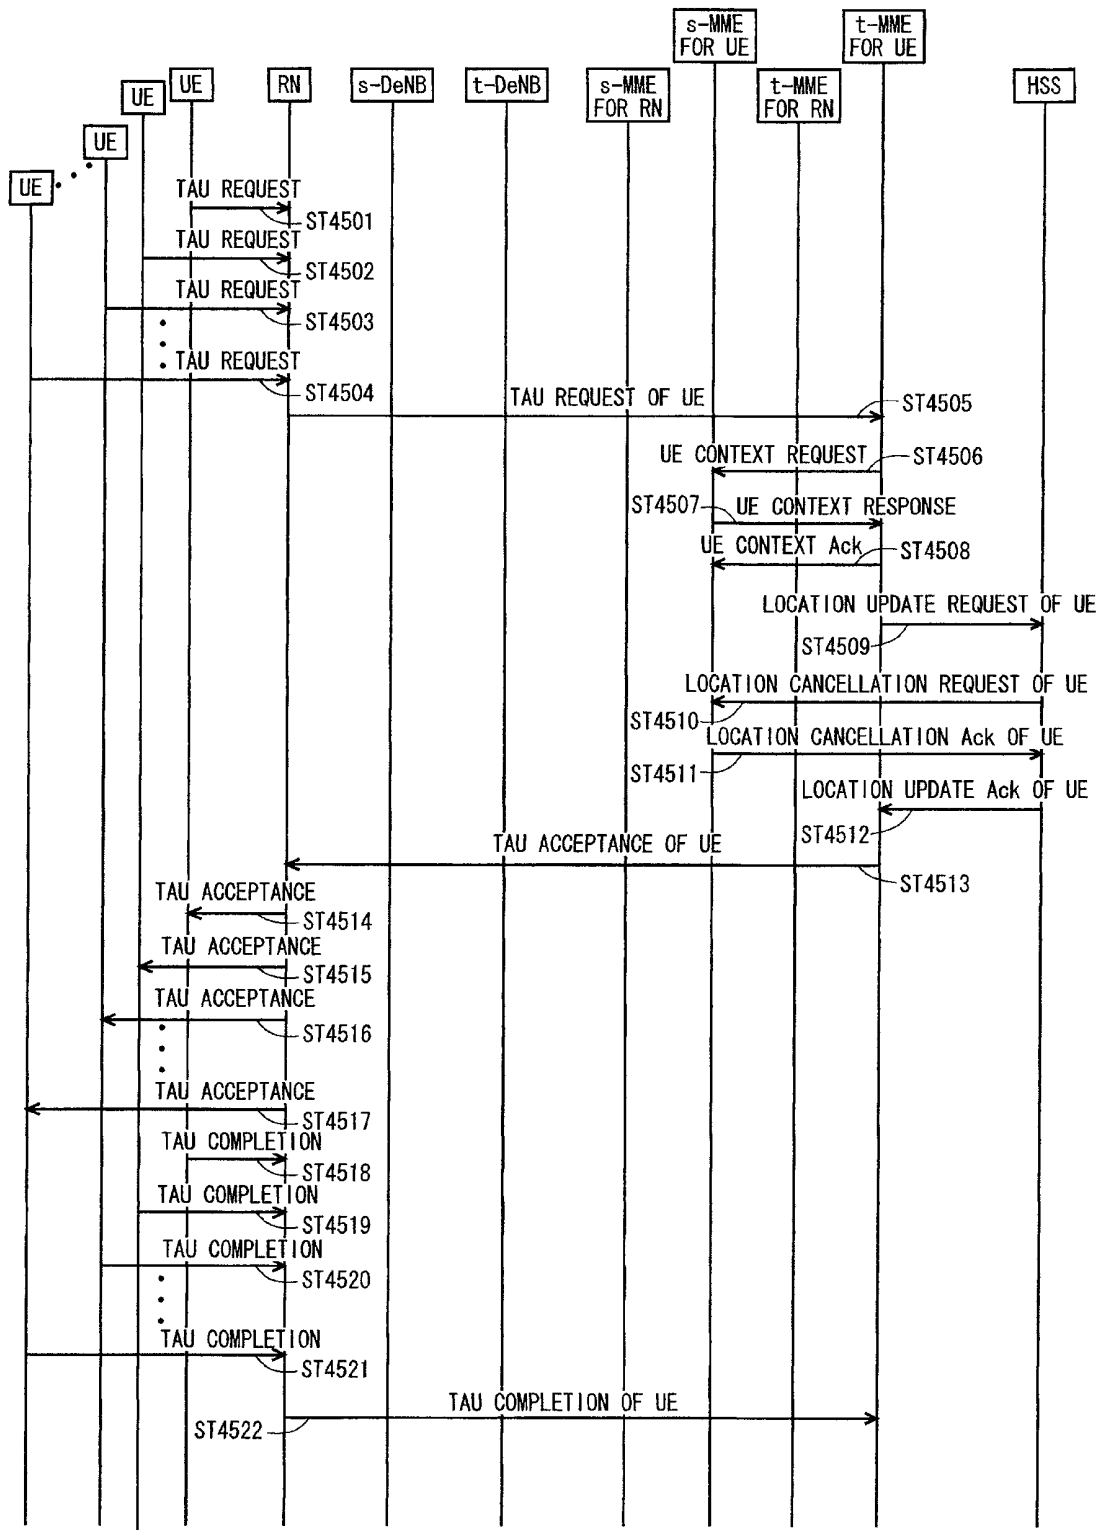 s-MME
FOR UE
t-MME
FOR UE
UE
RN
s-DeNB
t-DeNB
s-MME
FOR RN
t-MME
FOR RN
HSS
UE
UE
UE
TAU REQUEST
ST4501
TAU REQUEST
ST4502
TAU REQUEST
ST4503
TAU REQUEST
ST4504
TAU REQUEST OF UE
ST4505
UE CONTEXT REQUEST
ST4506
ST4507
UE CONTEXT RESPONSE
UE CONTEXT Ack
ST4508
LOCATION UPDATE REQUEST OF UE
ST4509
LOCATION CANCELLATION REQUEST OF UE
ST4510
LOCATION CANCELLATION Ack OF UE
ST4511
LOCATION UPDATE Ack OF UE
ST4512
TAU ACCEPTANCE OF UE
ST4513
TAU ACCEPTANCE
ST4514
TAU ACCEPTANCE
ST4515
TAU ACCEPTANCE
ST4516
TAU ACCEPTANCE
ST4517
TAU COMPLETION
ST4518
TAU COMPLETION
ST4519
TAU COMPLETION
ST4520
TAU COMPLETION
ST4521
TAU COMPLETION OF UE
ST4522